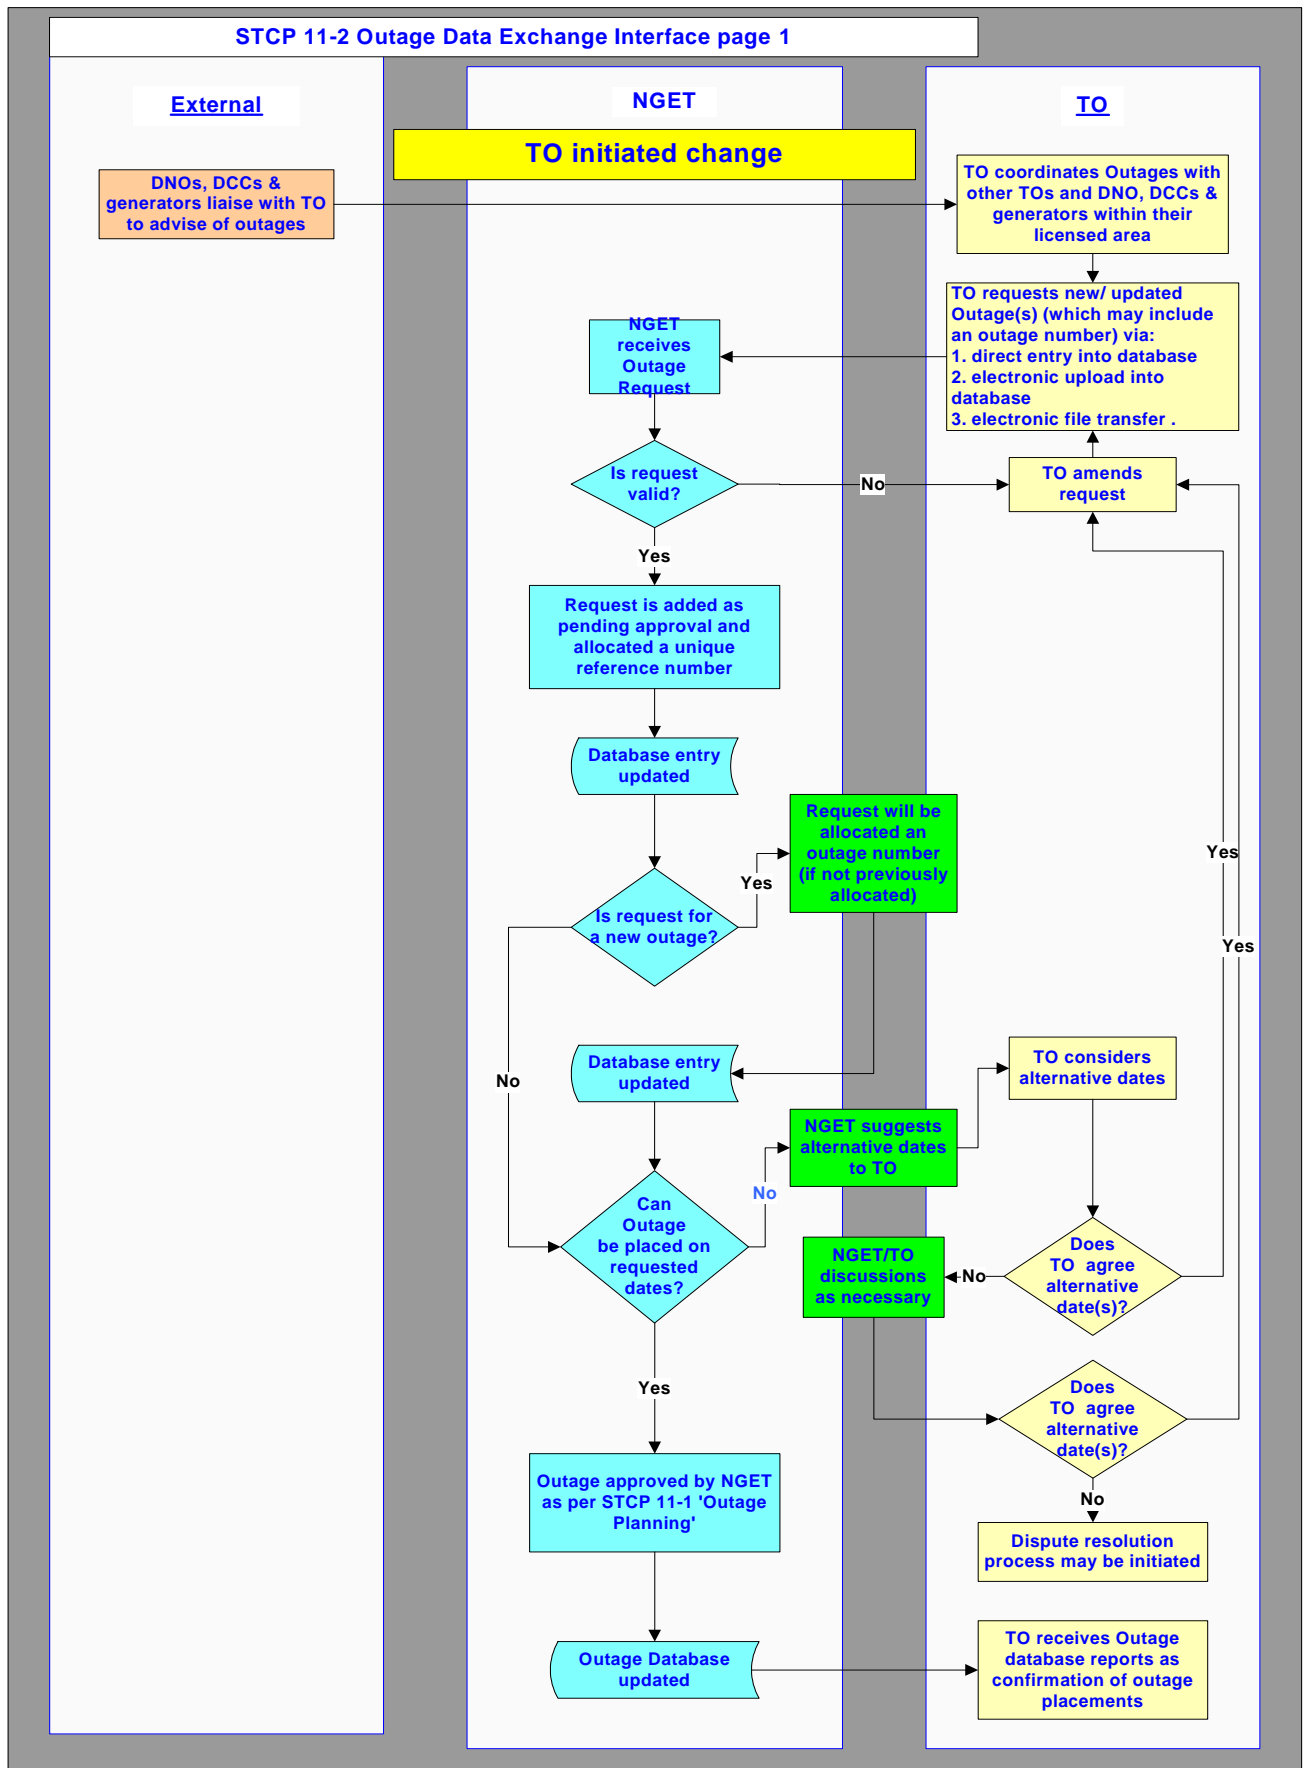 STCP 11-2 Outage Data Exchange Interface page 1
External
NGET
TO
TO initiated change
DNOs, DCCs &
generators liaise with TO
to advise of outages
TO coordinates Outages with
other TOs and DNO, DCCs &
generators within their
licensed area
TO requests new/ updated
Outage(s) (which may include
an outage number) via:
1. direct entry into database
2. electronic upload into
database
3. electronic file transfer .
NGET
receives
Outage
Request
Is request
valid?
No
TO amends
request
Yes
Request is added as
pending approval and
allocated a unique
reference number
Database entry
updated
Request will be
allocated an
outage number
(if not previously
allocated)
Yes
Yes
Is request for
a new outage?
Yes
No
Database entry
updated
TO considers
alternative dates
NGET suggests
alternative dates
to TO
No
Can
Outage
be placed on
requested
dates?
NGET/TO
discussions
as necessary
No
Does
TO  agree
alternative
date(s)?
Yes
Does
TO  agree
alternative
date(s)?
No
Outage approved by NGET
as per STCP 11-1 'Outage
Planning'
Dispute resolution
process may be initiated
Outage Database
updated
TO receives Outage
database reports as
confirmation of outage
placements